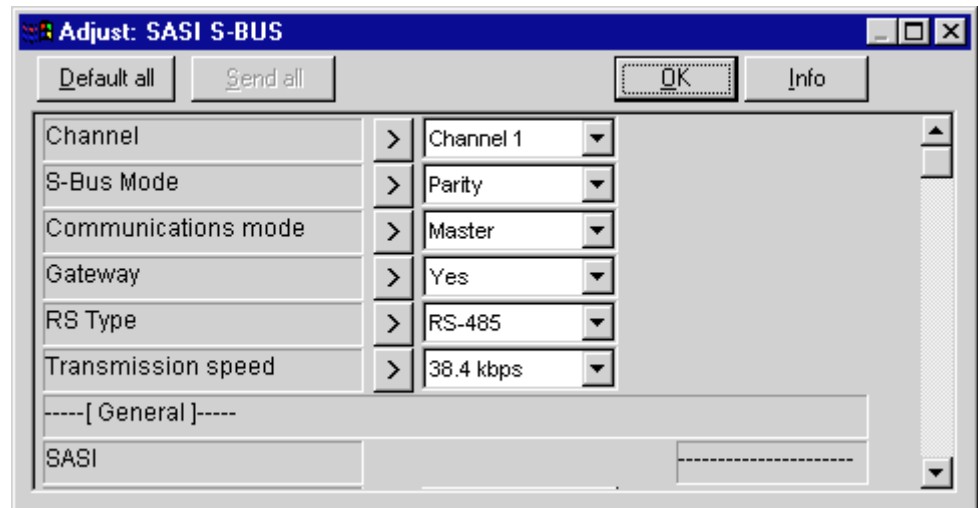 Adjust: SASI S-BUS
Default all Send all OK Info
Channel > Channel 1
S-Bus Mode > Parity
Communications mode > Master
Gateway > Yes
RS Type > RS-485
Transmission speed > 38.4 kbps
-----[ General ]-----
SASI ----------------------